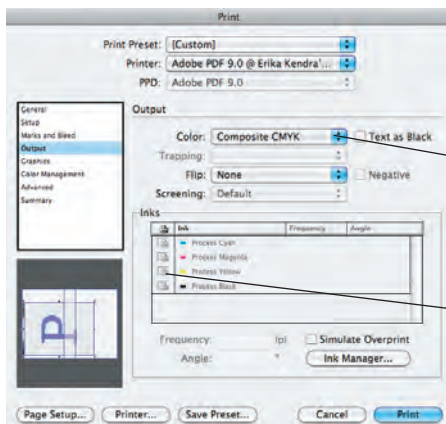 Print
Print Preset: [Custom]
Printer: Adobe PDF 9.0 @ Erika Kendra'...
PPD: Adobe PDF 9.0
General
Setup
Marks and Bleed
Output
Graphics
Color Management
Advanced
Summary
Output
Color: Composite CMYK Text as Black
Trapping:
Flip: None Negative
Screening: Default
Inks
Ink Frequency Angle
Process Cyan
Process Magenta
Process Yellow
Process Black
Frequency: lpi Simulate Overprint
Angle: ° Ink Manager...
P
Page Setup... Printer... Save Preset... Cancel Print